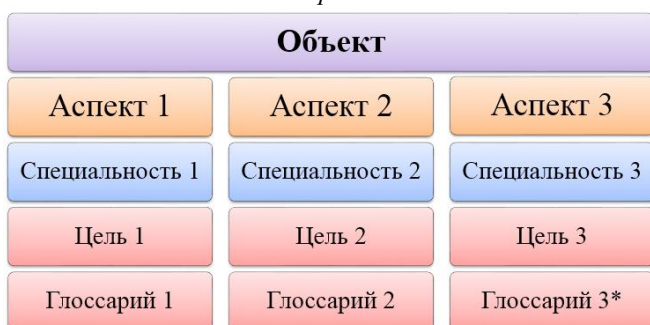 Объект
Аспект 1 Аспект 2 Аспект 3
Специальность 1 Специальность 2 Специальность 3
Цель 1 Цель 2 Цель 3
Глоссарий 1 Глоссарий 2 Глоссарий 3*